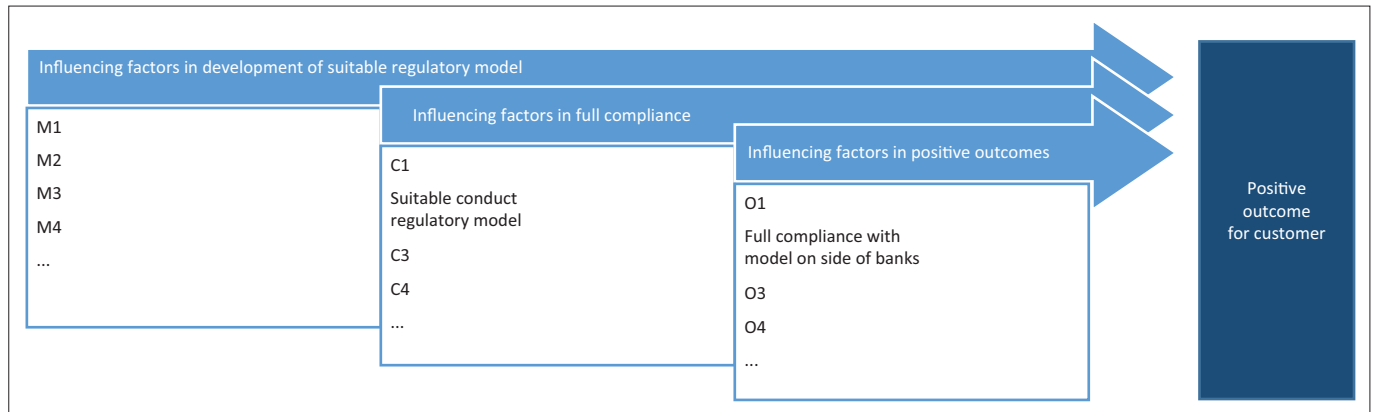 Influencing factors in development of suitable regulatory model
M1
M2
M3
M4
...
Influencing factors in full compliance
C1
Suitable conduct
regulatory model
C3
C4
...
Influencing factors in positive outcomes
O1
Full compliance with
model on side of banks
O3
O4
...
Positive
outcome
for customer